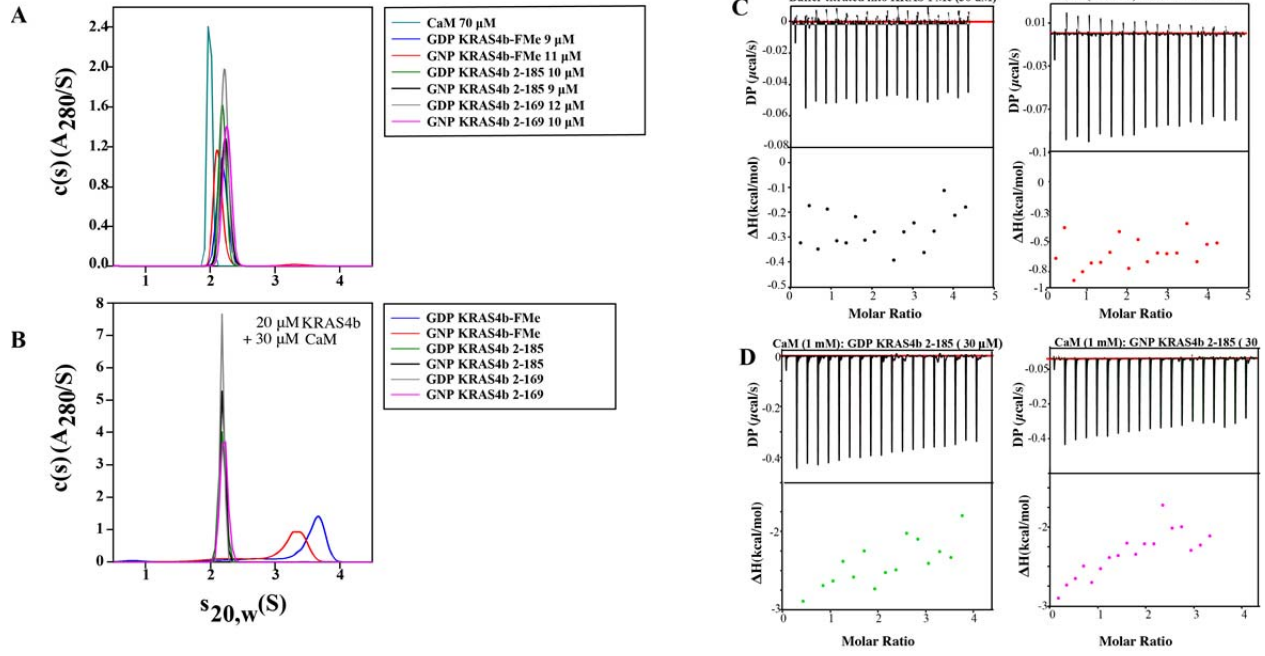 A
c(s) (A280/S)
2.4
2.0
1.6
1.2
0.8
0.4
0.0
1 2 3 4
CaM 70 μM
GDP KRAS4b-FMe 9 μM
GNP KRAS4b-FMe 11 μM
GDP KRAS4b 2-185 10 μM
GNP KRAS4b 2-185 9 μM
GDP KRAS4b 2-169 12 μM
GNP KRAS4b 2-169 10 μM
B
c(s) (A280/S)
8
7
6
5
4
3
2
1
0
1 2 3 4
s20,w(S)
20 μM KRAS4b
+ 30 μM CaM
GDP KRAS4b-FMe
GNP KRAS4b-FMe
GDP KRAS4b 2-185
GNP KRAS4b 2-185
GDP KRAS4b 2-169
GNP KRAS4b 2-169
C
DP (μcal/s)
0
-0.02
-0.04
-0.06
-0.08
ΔH(kcal/mol)
0
-0.1
-0.2
-0.3
-0.4
-0.5
0 1 2 3 4 5
Molar Ratio
DP (μcal/s)
0.01
-0.03
-0.07
-0.1
ΔH(kcal/mol)
0
-0.3
-0.5
-0.8
-1
0 1 2 3 4 5
Molar Ratio
D
CaM (1 mM): GDP KRAS4b 2-185 ( 30 μM)
DP (μcal/s)
0
-0.2
-0.4
ΔH(kcal/mol)
-2
-3
0 1 2 3 4
Molar Ratio
CaM (1 mM): GNP KRAS4b 2-185 ( 30
DP (μcal/s)
-0.05
-0.2
-0.4
ΔH(kcal/mol)
-2
-3
0 1 2 3 4
Molar Ratio